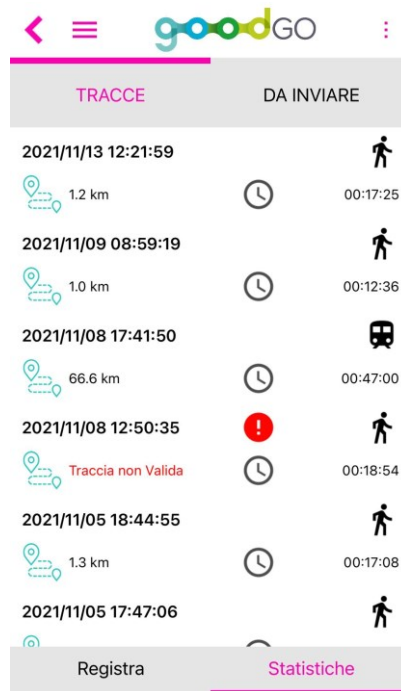 goodGO
TRACCE DA INVIARE
2021/11/13 12:21:59
1.2 km 00:17:25
2021/11/09 08:59:19
1.0 km 00:12:36
2021/11/08 17:41:50
66.6 km 00:47:00
2021/11/08 12:50:35
Traccia non Valida 00:18:54
2021/11/05 18:44:55
1.3 km 00:17:08
2021/11/05 17:47:06
Registra Statistiche